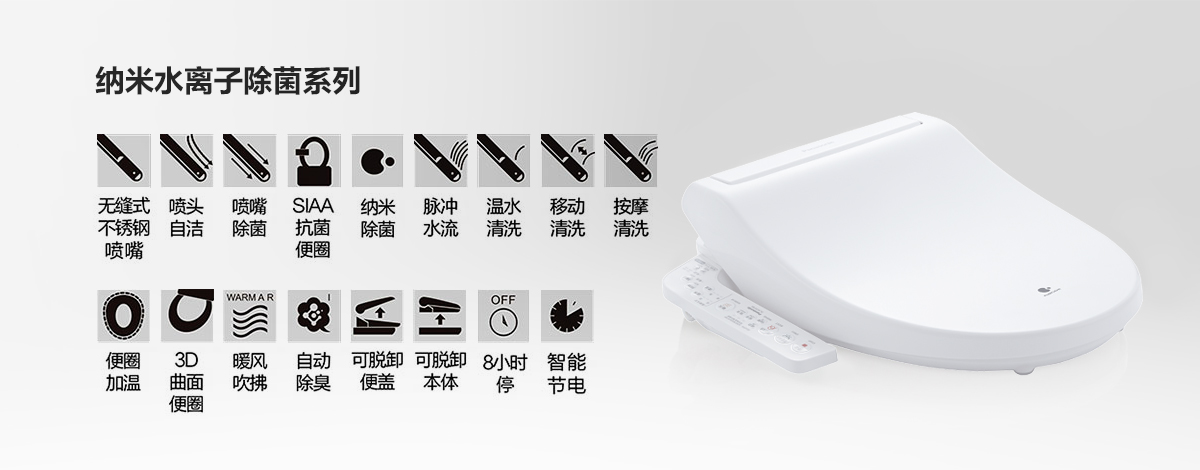 纳米水离子除菌系列
无缝式 喷头 喷嘴 SIAA 纳米 脉冲 温水 移动 按摩
不锈钢 自洁 除菌 抗菌 除菌 水流 清洗 清洗 清洗
喷嘴 便圈
WARM A R I OFF
便圈 3D 暖风 自动 可脱卸 可脱卸 8小时 智能
加温 曲面 吹拂 除臭 便盖 本体 停 节电
便圈